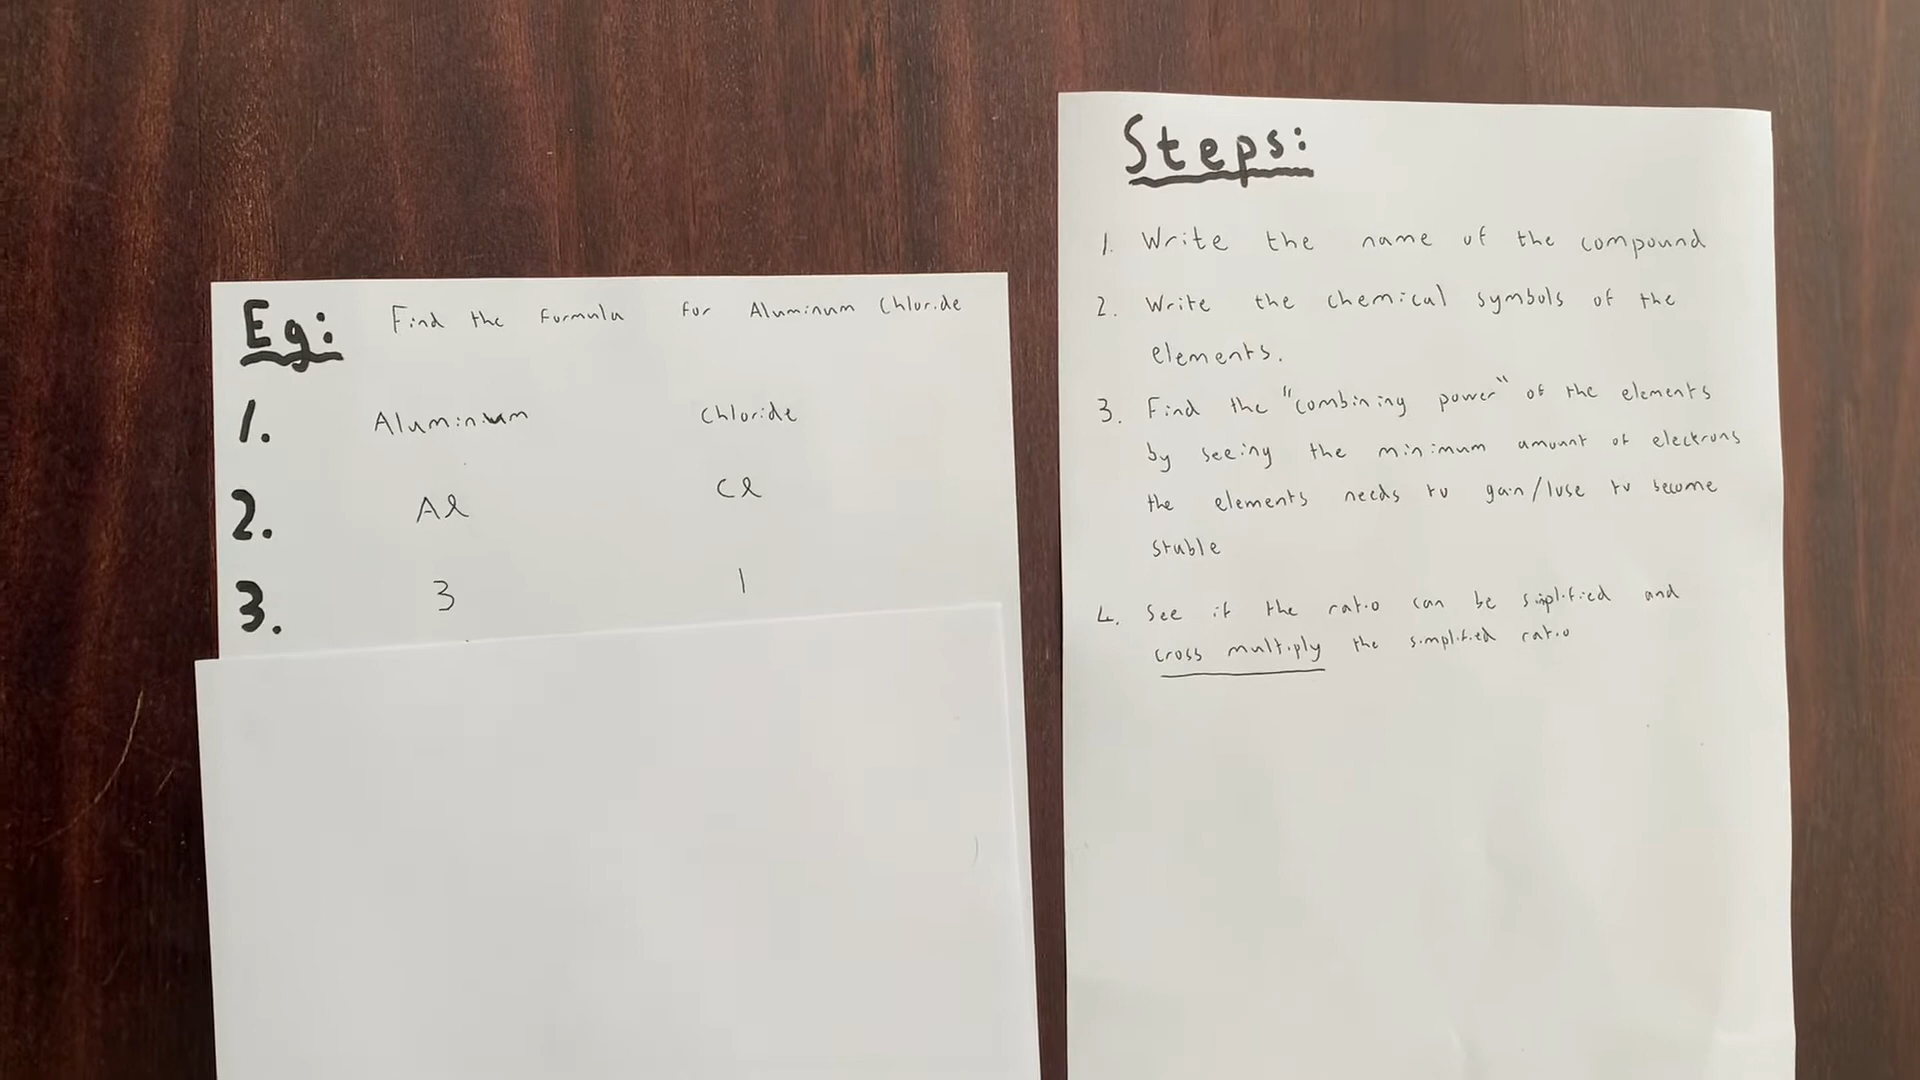 Eg: Find the formula for Aluminum Chloride
1. Aluminium Chloride
2. Al Cl
3. 3 1
Steps:
1. Write the name of the compound
2. Write the chemical symbols of the
elements.
3. Find the "combining power" of the elements
by seeing the minimum amount of electrons
the elements needs to gain/lose to become
stable
4. See if the ratio can be simplified and
cross multiply the simplified ratio